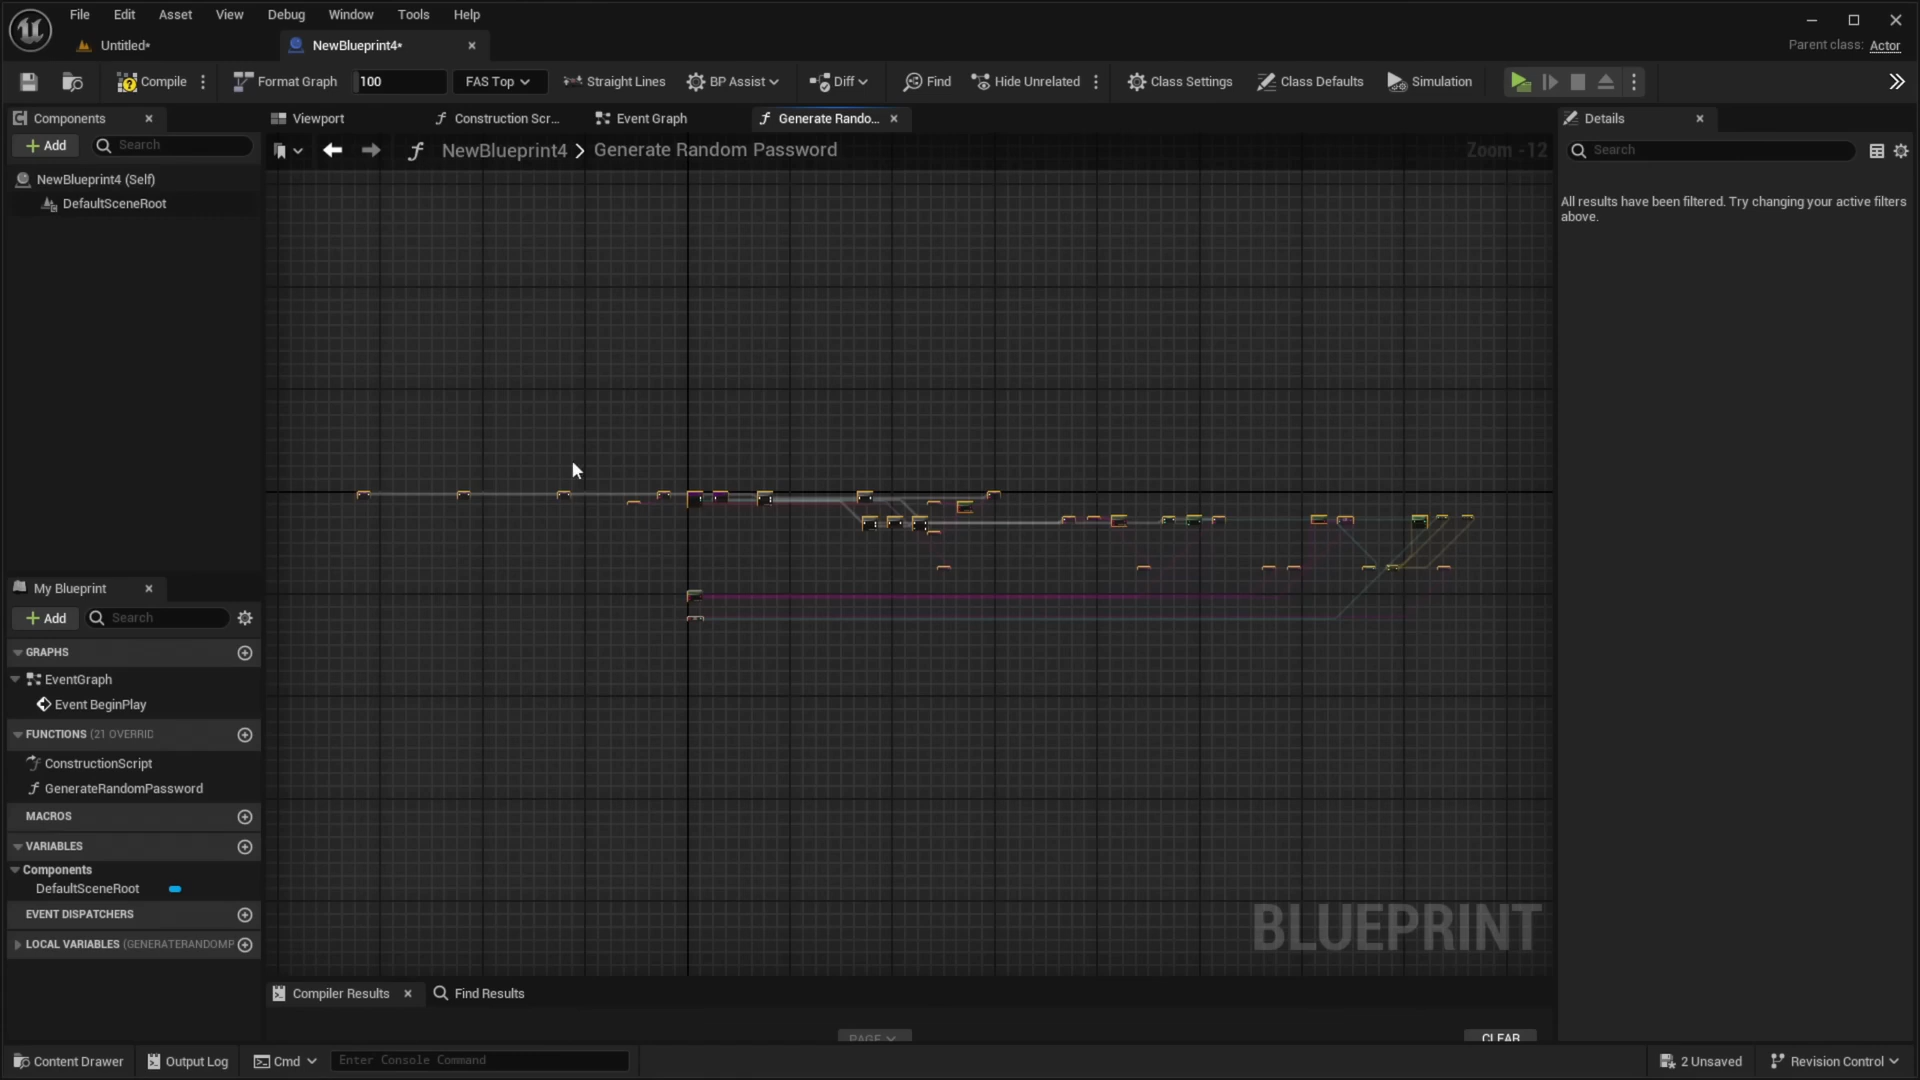 File Edit Asset View Debug Window Tools Help
Untitled*
NewBlueprint4*
Parent class: Actor
Compile
Format Graph
100
FAS Top
Straight Lines
BP Assist
Diff
Find
Hide Unrelated
Class Settings
Class Defaults
Simulation
Components
Viewport
Construction Scr...
Event Graph
Generate Rando...
Details
Add
Search
NewBlueprint4 > Generate Random Password
Zoom -12
Search
NewBlueprint4 (Self)
DefaultSceneRoot
All results have been filtered. Try changing your active filters
above.
My Blueprint
Add
Search
GRAPHS
EventGraph
Event BeginPlay
FUNCTIONS (21 OVERRID
ConstructionScript
GenerateRandomPassword
MACROS
VARIABLES
Components
DefaultSceneRoot
EVENT DISPATCHERS
LOCAL VARIABLES (GENERATERANDOMP
BLUEPRINT
Compiler Results
Find Results
PAGE
CLEAR
Content Drawer
Output Log
Cmd
Enter Console Command
2 Unsaved
Revision Control